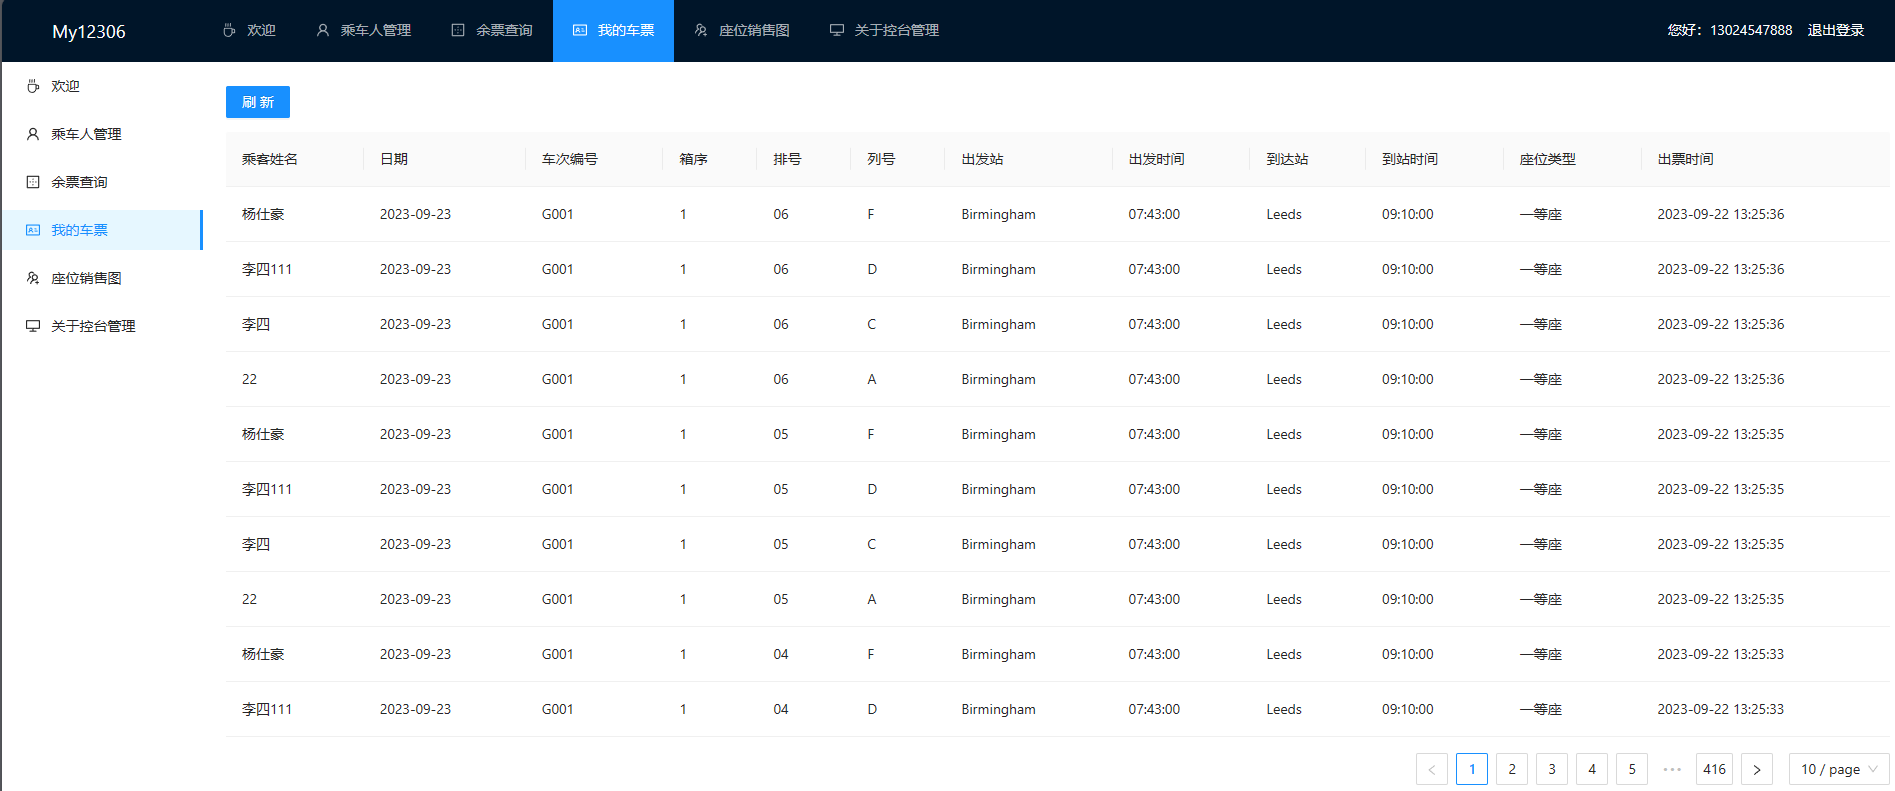 My12306 欢迎 乘车人管理 余票查询 我的车票 座位销售图 关于控台管理 您好：13024547888 退出登录
欢迎
乘车人管理
余票查询
我的车票
座位销售图
关于控台管理
刷 新
乘客姓名 日期 车次编号 箱序 排号 列号 出发站 出发时间 到达站 到站时间 座位类型 出票时间
杨仕豪 2023-09-23 G001 1 06 F Birmingham 07:43:00 Leeds 09:10:00 一等座 2023-09-22 13:25:36
李四111 2023-09-23 G001 1 06 D Birmingham 07:43:00 Leeds 09:10:00 一等座 2023-09-22 13:25:36
李四 2023-09-23 G001 1 06 C Birmingham 07:43:00 Leeds 09:10:00 一等座 2023-09-22 13:25:36
22 2023-09-23 G001 1 06 A Birmingham 07:43:00 Leeds 09:10:00 一等座 2023-09-22 13:25:36
杨仕豪 2023-09-23 G001 1 05 F Birmingham 07:43:00 Leeds 09:10:00 一等座 2023-09-22 13:25:35
李四111 2023-09-23 G001 1 05 D Birmingham 07:43:00 Leeds 09:10:00 一等座 2023-09-22 13:25:35
李四 2023-09-23 G001 1 05 C Birmingham 07:43:00 Leeds 09:10:00 一等座 2023-09-22 13:25:35
22 2023-09-23 G001 1 05 A Birmingham 07:43:00 Leeds 09:10:00 一等座 2023-09-22 13:25:35
杨仕豪 2023-09-23 G001 1 04 F Birmingham 07:43:00 Leeds 09:10:00 一等座 2023-09-22 13:25:33
李四111 2023-09-23 G001 1 04 D Birmingham 07:43:00 Leeds 09:10:00 一等座 2023-09-22 13:25:33
< 1 2 3 4 5 ••• 416 > 10 / page